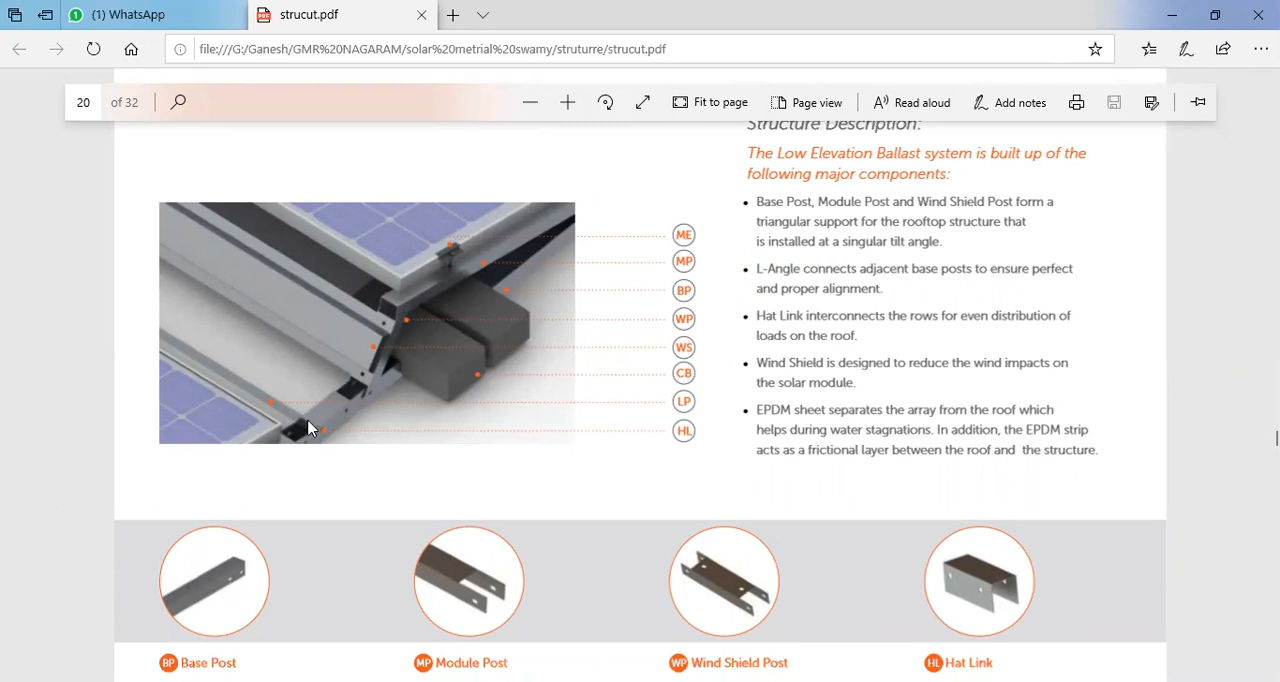 (1) WhatsApp
strucut.pdf
file:///G:/Ganesh/GMR%20NAGARAM/solar%20metrial%20swamy/struturre/strucut.pdf
20 of 32
Fit to page
Page view
Read aloud
Add notes
Structure Description:
The Low Elevation Ballast system is built up of the
following major components:
• Base Post, Module Post and Wind Shield Post form a
triangular support for the rooftop structure that
is installed at a singular tilt angle.
• L-Angle connects adjacent base posts to ensure perfect
and proper alignment.
• Hat Link interconnects the rows for even distribution of
loads on the roof.
• Wind Shield is designed to reduce the wind impacts on
the solar module.
• EPDM sheet separates the array from the roof which
helps during water stagnations. In addition, the EPDM strip
acts as a frictional layer between the roof and the structure.
ME
MP
BP
WP
WS
CB
LP
HL
BP Base Post
MP Module Post
WP Wind Shield Post
HL Hat Link